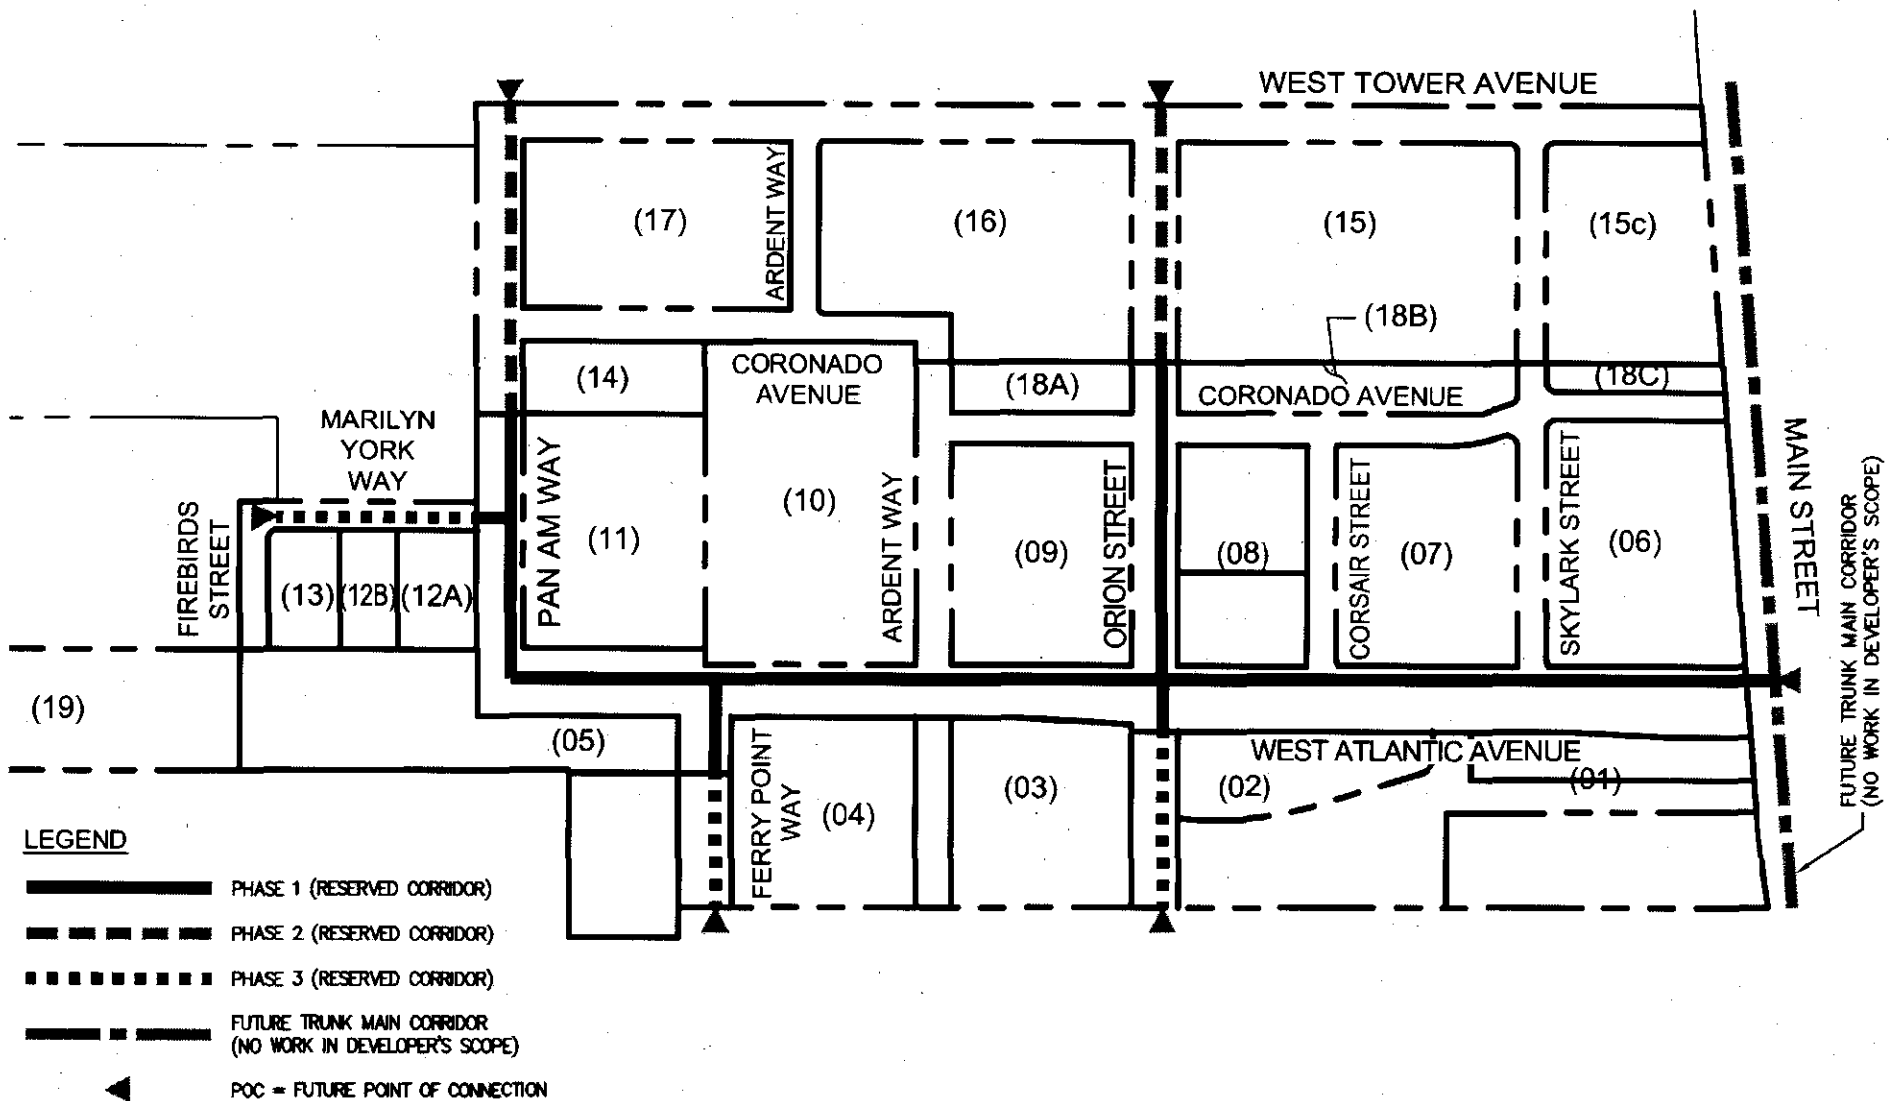 WEST TOWER AVENUE
(17)
ARDENT WAY
(16)
(15)
(15c)
(18B)
(14)
CORONADO
AVENUE
(18A)
CORONADO AVENUE
(18C)
MARILYN
YORK
WAY
FIREBIRDS
STREET
PAN AM WAY
(11)
(10)
ARDENT WAY
(09)
ORION STREET
(08)
CORSAIR STREET
(07)
SKYLARK STREET
(06)
MAIN STREET
FUTURE TRUNK MAIN CORRIDOR
(NO WORK IN DEVELOPER'S SCOPE)
(13)
(12B)
(12A)
(19)
(05)
FERRY POINT
WAY
(04)
(03)
WEST ATLANTIC AVENUE
(02)
(01)
LEGEND
PHASE 1 (RESERVED CORRIDOR)
PHASE 2 (RESERVED CORRIDOR)
PHASE 3 (RESERVED CORRIDOR)
FUTURE TRUNK MAIN CORRIDOR
(NO WORK IN DEVELOPER'S SCOPE)
POC = FUTURE POINT OF CONNECTION